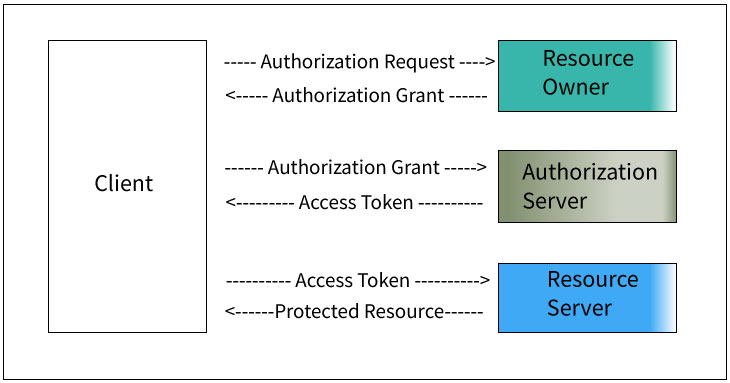 Client
----- Authorization Request ---->
<----- Authorization Grant ------
Resource
Owner
------ Authorization Grant ----->
<--------- Access Token ----------
Authorization
Server
---------- Access Token ---------->
<------Protected Resource------
Resource
Server